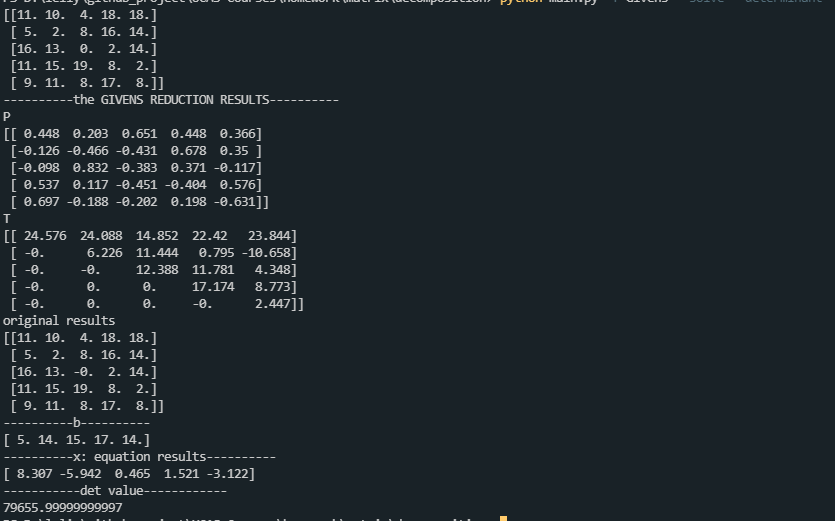 PS D:\lelly\github_project\UCAS-Courses\homework\matrix\decomposition> python main.py
[[11. 10.  4. 18. 18.]
 [ 5.  2.  8. 16. 14.]
 [16. 13.  0.  2. 14.]
 [11. 15. 19.  8.  2.]
 [ 9. 11.  8. 17.  8.]]
----------the GIVENS REDUCTION RESULTS----------
P
[[ 0.448  0.203  0.651  0.448  0.366]
 [-0.126 -0.466 -0.431  0.678  0.35 ]
 [-0.098  0.832 -0.383  0.371 -0.117]
 [ 0.537  0.117 -0.451 -0.404  0.576]
 [ 0.697 -0.188 -0.202  0.198 -0.631]]
T
[[ 24.576  24.088  14.852  22.42   23.844]
 [ -0.      6.226  11.444   0.795 -10.658]
 [ -0.     -0.     12.388  11.781   4.348]
 [ -0.      0.      0.     17.174   8.773]
 [ -0.      0.      0.     -0.      2.447]]
original results
[[11. 10.  4. 18. 18.]
 [ 5.  2.  8. 16. 14.]
 [16. 13. -0.  2. 14.]
 [11. 15. 19.  8.  2.]
 [ 9. 11.  8. 17.  8.]]
----------b----------
[ 5. 14. 15. 17. 14.]
----------x: equation results----------
[ 8.307 -5.942  0.465  1.521 -3.122]
-----------det value------------
79655.99999999997